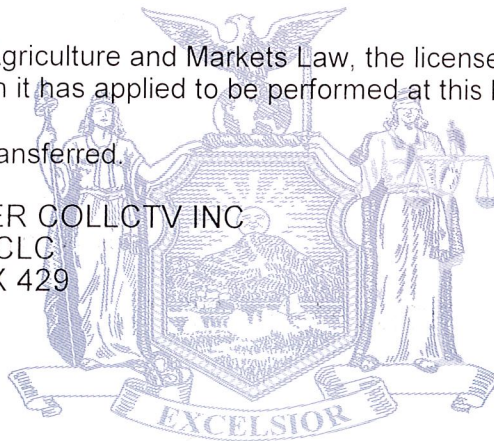 Agriculture and Markets Law, the license
it has applied to be performed at this
ansferred.
ER COLLCTV INC
CLC
X 429
EXCELSIOR